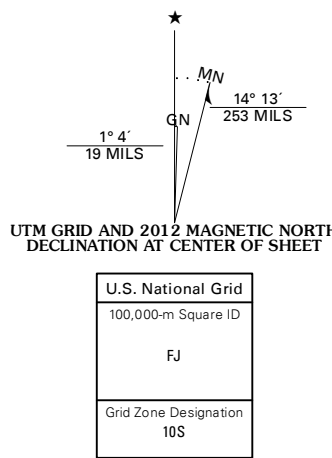 ★
MN
GN
14° 13´
253 MILS
1° 4´
19 MILS
UTM GRID AND 2012 MAGNETIC NORTH
DECLINATION AT CENTER OF SHEET
U.S. National Grid
100,000-m Square ID
FJ
Grid Zone Designation
10S